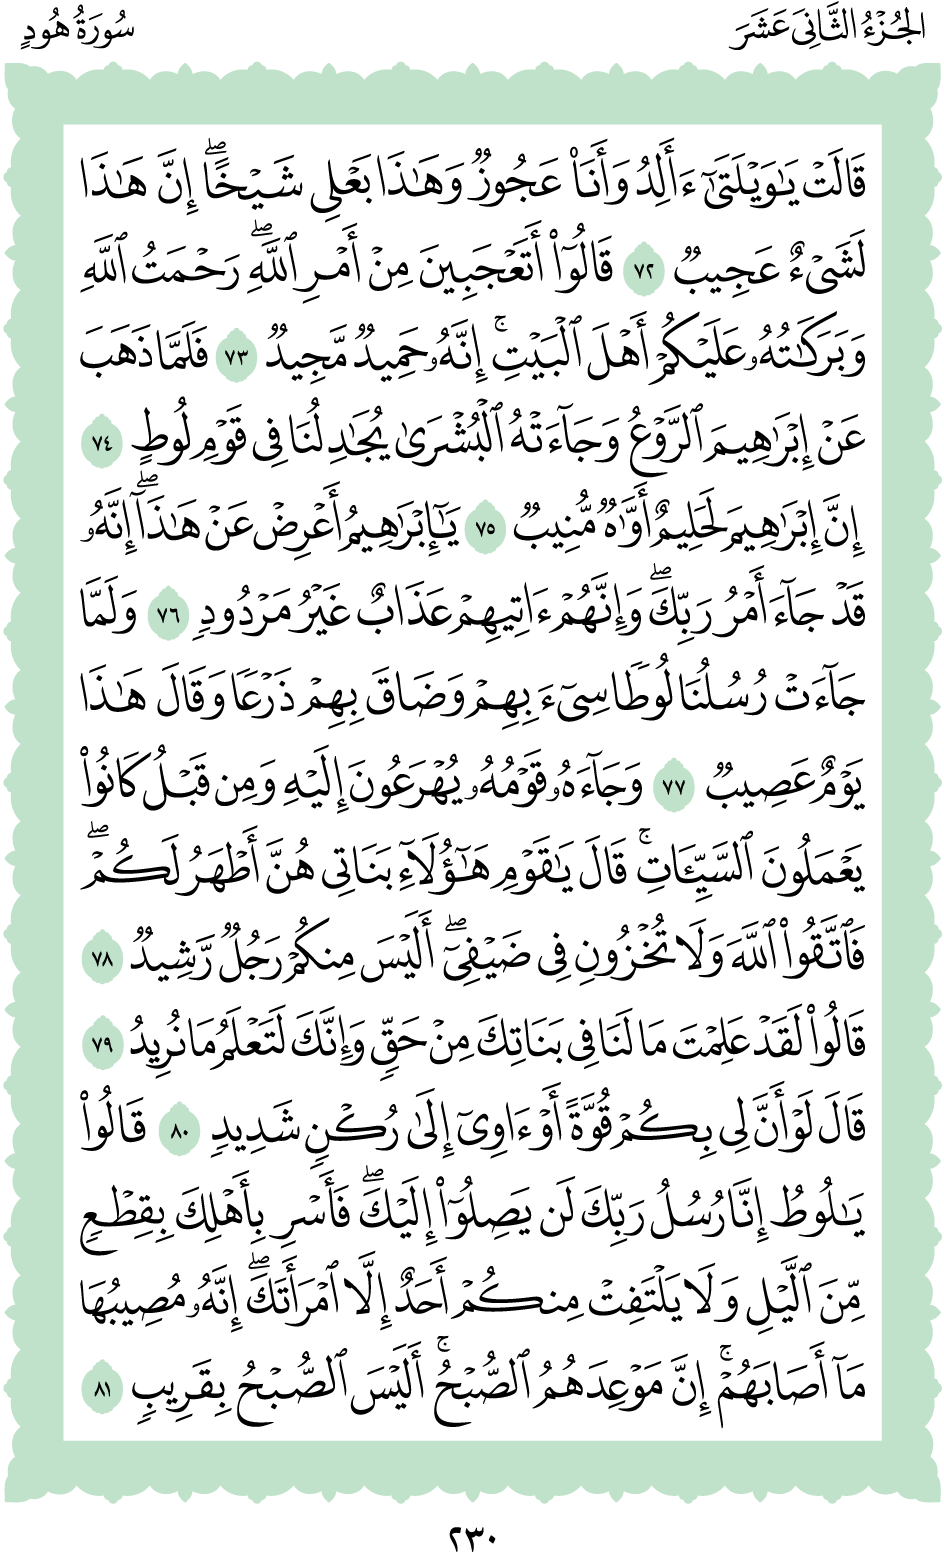 الجُزْءُ الثَّانِيَ عَشَرَ
سُورَةُ هُودٍ
قَالَتْ يَٰوَيْلَتَىٰٓ ءَأَلِدُ وَأَنَا۠ عَجُوزٌ وَهَٰذَا بَعْلِى شَيْخًا ۖ إِنَّ هَٰذَا
لَشَىْءٌ عَجِيبٌ ٧٢ قَالُوٓا۟ أَتَعْجَبِينَ مِنْ أَمْرِ ٱللَّهِ ۖ رَحْمَتُ ٱللَّهِ
وَبَرَكَٰتُهُۥ عَلَيْكُمْ أَهْلَ ٱلْبَيْتِ ۚ إِنَّهُۥ حَمِيدٌ مَّجِيدٌ ٧٣ فَلَمَّا ذَهَبَ
عَنْ إِبْرَٰهِيمَ ٱلرَّوْعُ وَجَآءَتْهُ ٱلْبُشْرَىٰ يُجَٰدِلُنَا فِى قَوْمِ لُوطٍ ٧٤
إِنَّ إِبْرَٰهِيمَ لَحَلِيمٌ أَوَّٰهٌ مُّنِيبٌ ٧٥ يَٰٓإِبْرَٰهِيمُ أَعْرِضْ عَنْ هَٰذَآ ۖ إِنَّهُۥ
قَدْ جَآءَ أَمْرُ رَبِّكَ ۖ وَإِنَّهُمْ ءَاتِيهِمْ عَذَابٌ غَيْرُ مَرْدُودٍ ٧٦ وَلَمَّا
جَآءَتْ رُسُلُنَا لُوطًا سِىٓءَ بِهِمْ وَضَاقَ بِهِمْ ذَرْعًا وَقَالَ هَٰذَا
يَوْمٌ عَصِيبٌ ٧٧ وَجَآءَهُۥ قَوْمُهُۥ يُهْرَعُونَ إِلَيْهِ وَمِن قَبْلُ كَانُوا۟
يَعْمَلُونَ ٱلسَّيِّـَٔاتِ ۚ قَالَ يَٰقَوْمِ هَٰٓؤُلَآءِ بَنَاتِى هُنَّ أَطْهَرُ لَكُمْ ۖ
فَٱتَّقُوا۟ ٱللَّهَ وَلَا تُخْزُونِ فِى ضَيْفِىٓ ۖ أَلَيْسَ مِنكُمْ رَجُلٌ رَّشِيدٌ ٧٨
قَالُوا۟ لَقَدْ عَلِمْتَ مَا لَنَا فِى بَنَاتِكَ مِنْ حَقٍّ وَإِنَّكَ لَتَعْلَمُ مَا نُرِيدُ ٧٩
قَالَ لَوْ أَنَّ لِى بِكُمْ قُوَّةً أَوْ ءَاوِىٓ إِلَىٰ رُكْنٍ شَدِيدٍ ٨٠ قَالُوا۟
يَٰلُوطُ إِنَّا رُسُلُ رَبِّكَ لَن يَصِلُوٓا۟ إِلَيْكَ ۖ فَأَسْرِ بِأَهْلِكَ بِقِطْعٍ
مِّنَ ٱلَّيْلِ وَلَا يَلْتَفِتْ مِنكُمْ أَحَدٌ إِلَّا ٱمْرَأَتَكَ ۖ إِنَّهُۥ مُصِيبُهَا
مَآ أَصَابَهُمْ ۚ إِنَّ مَوْعِدَهُمُ ٱلصُّبْحُ ۚ أَلَيْسَ ٱلصُّبْحُ بِقَرِيبٍ ٨١
٢٣٠